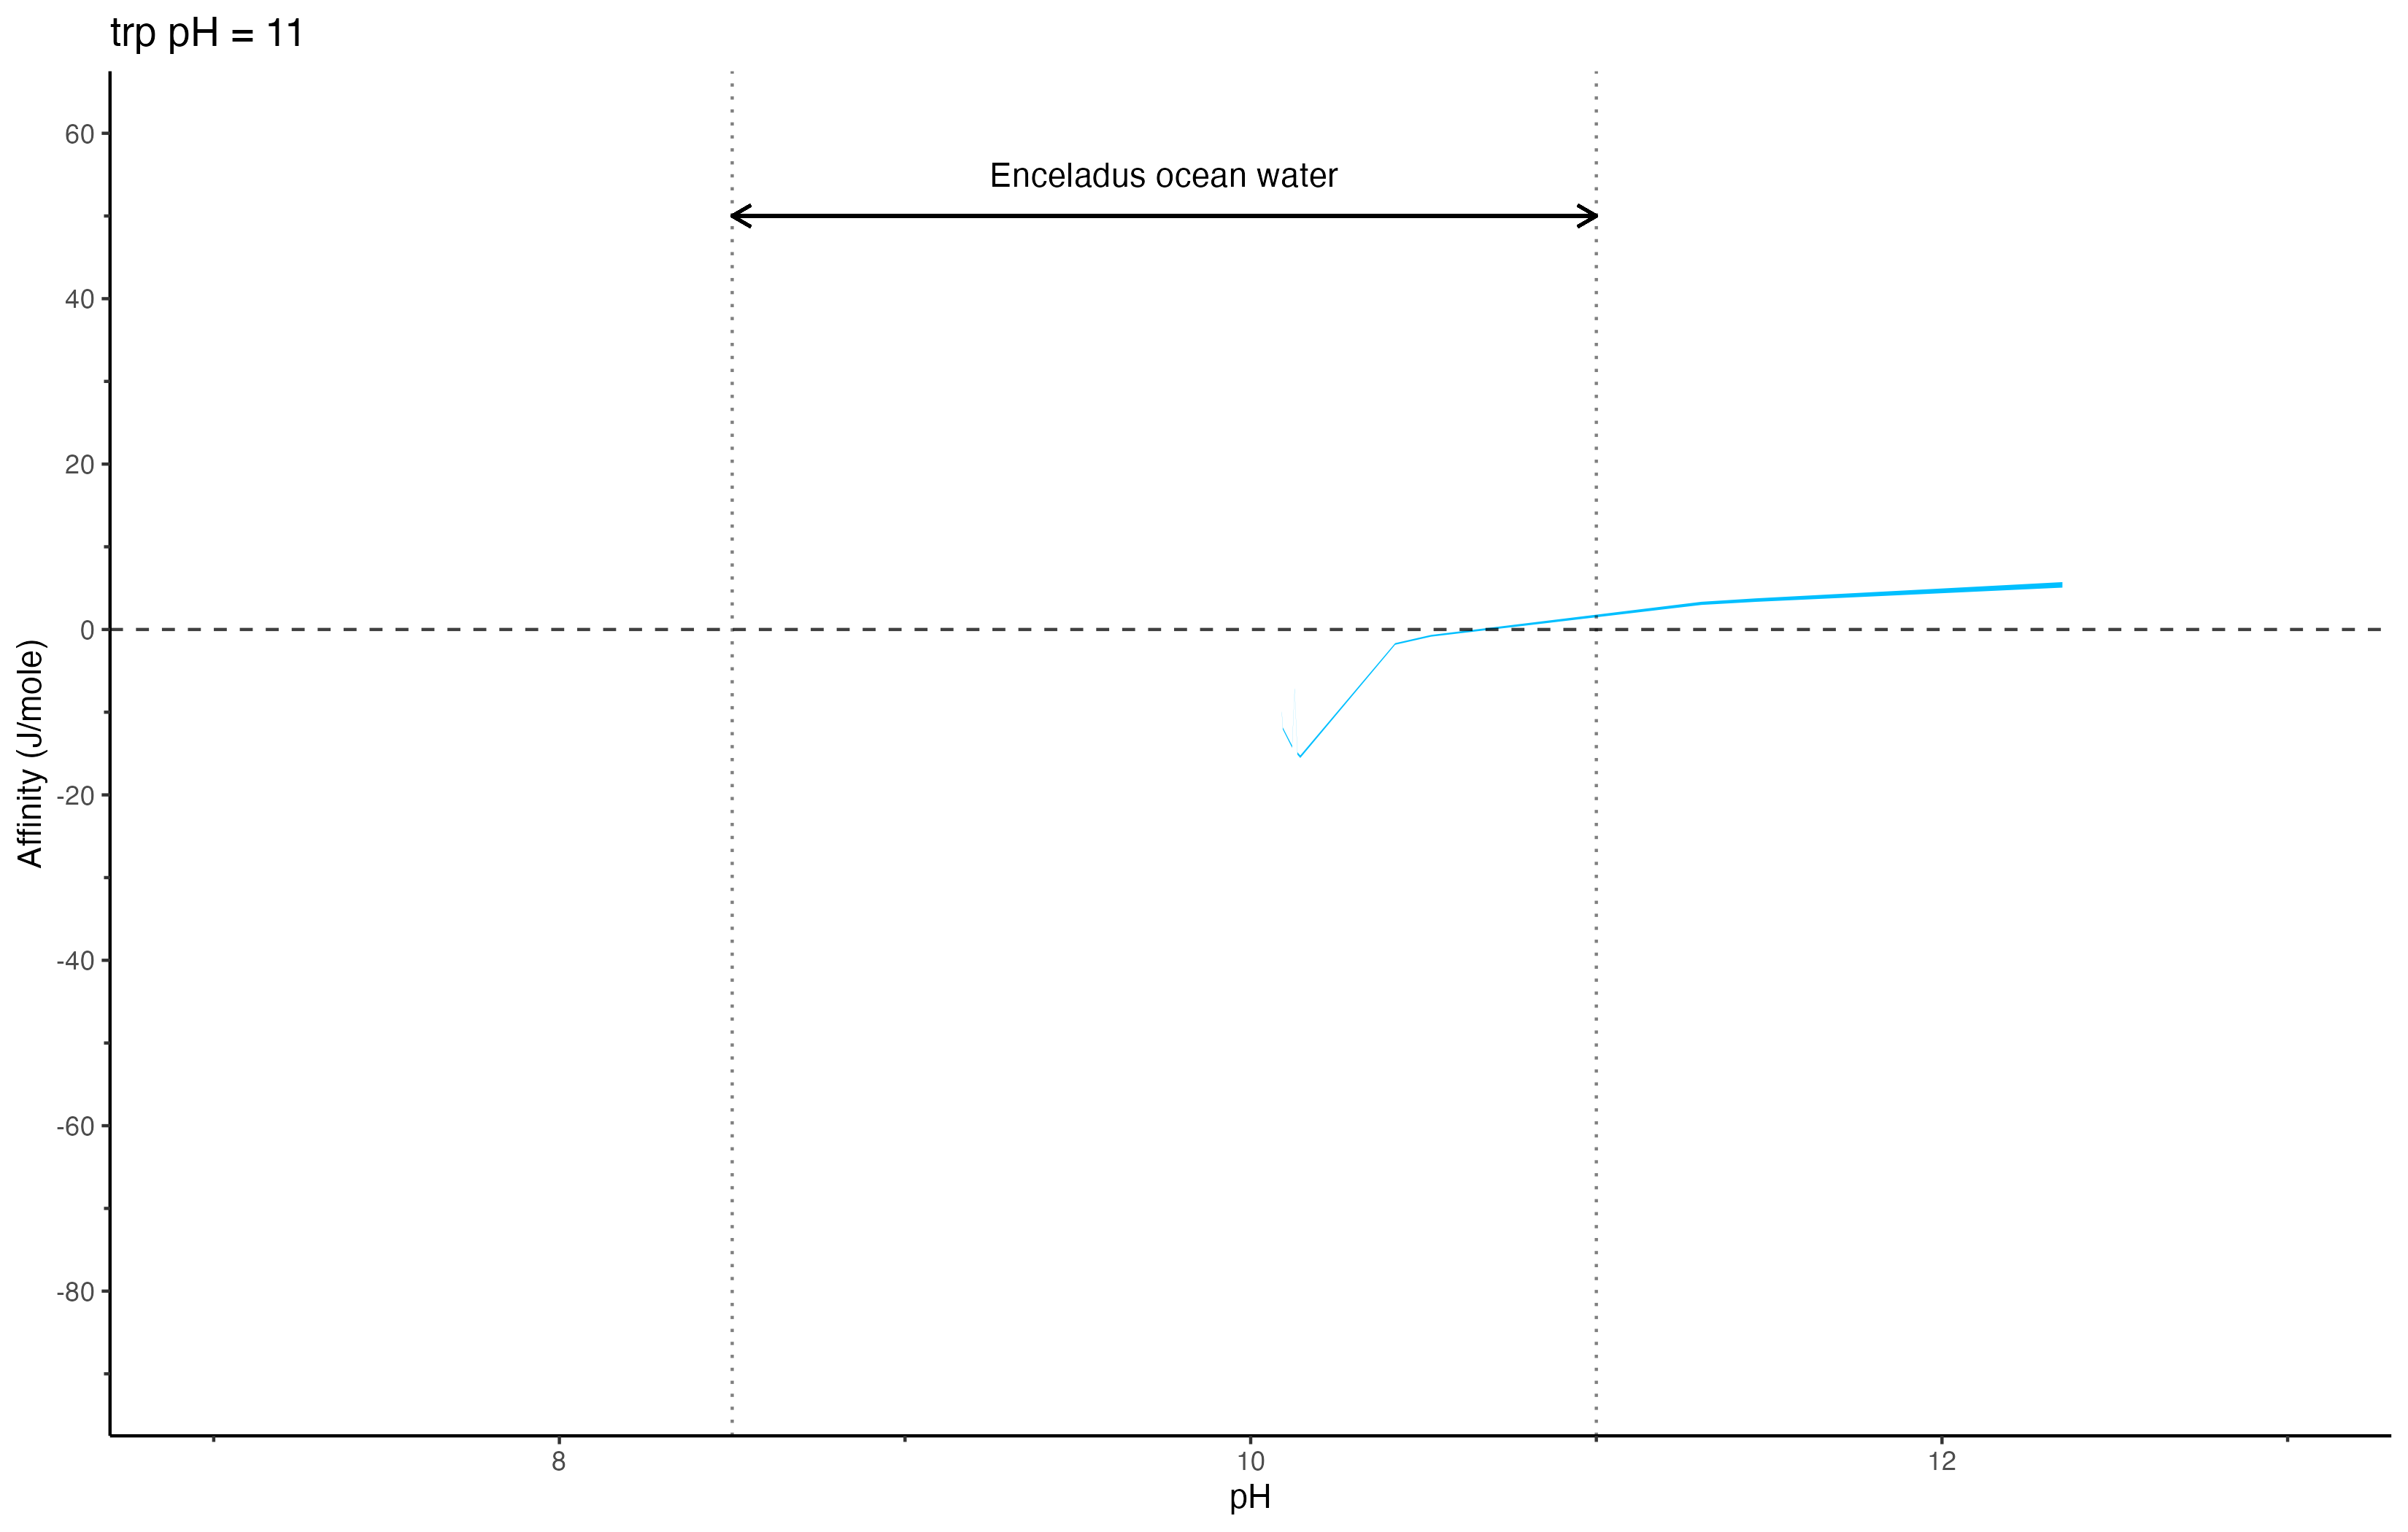 trp pH = 11
Enceladus ocean water
60
40
20
0
-20
-40
-60
-80
Affinity (J/mole)
8 10 12
pH